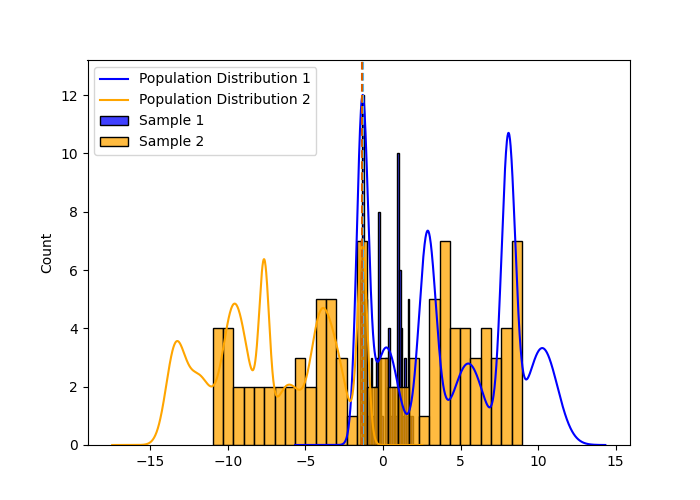 Population Distribution 1
Population Distribution 2
Sample 1
Sample 2
Count
12
10
8
6
4
2
0
−15 −10 −5 0 5 10 15